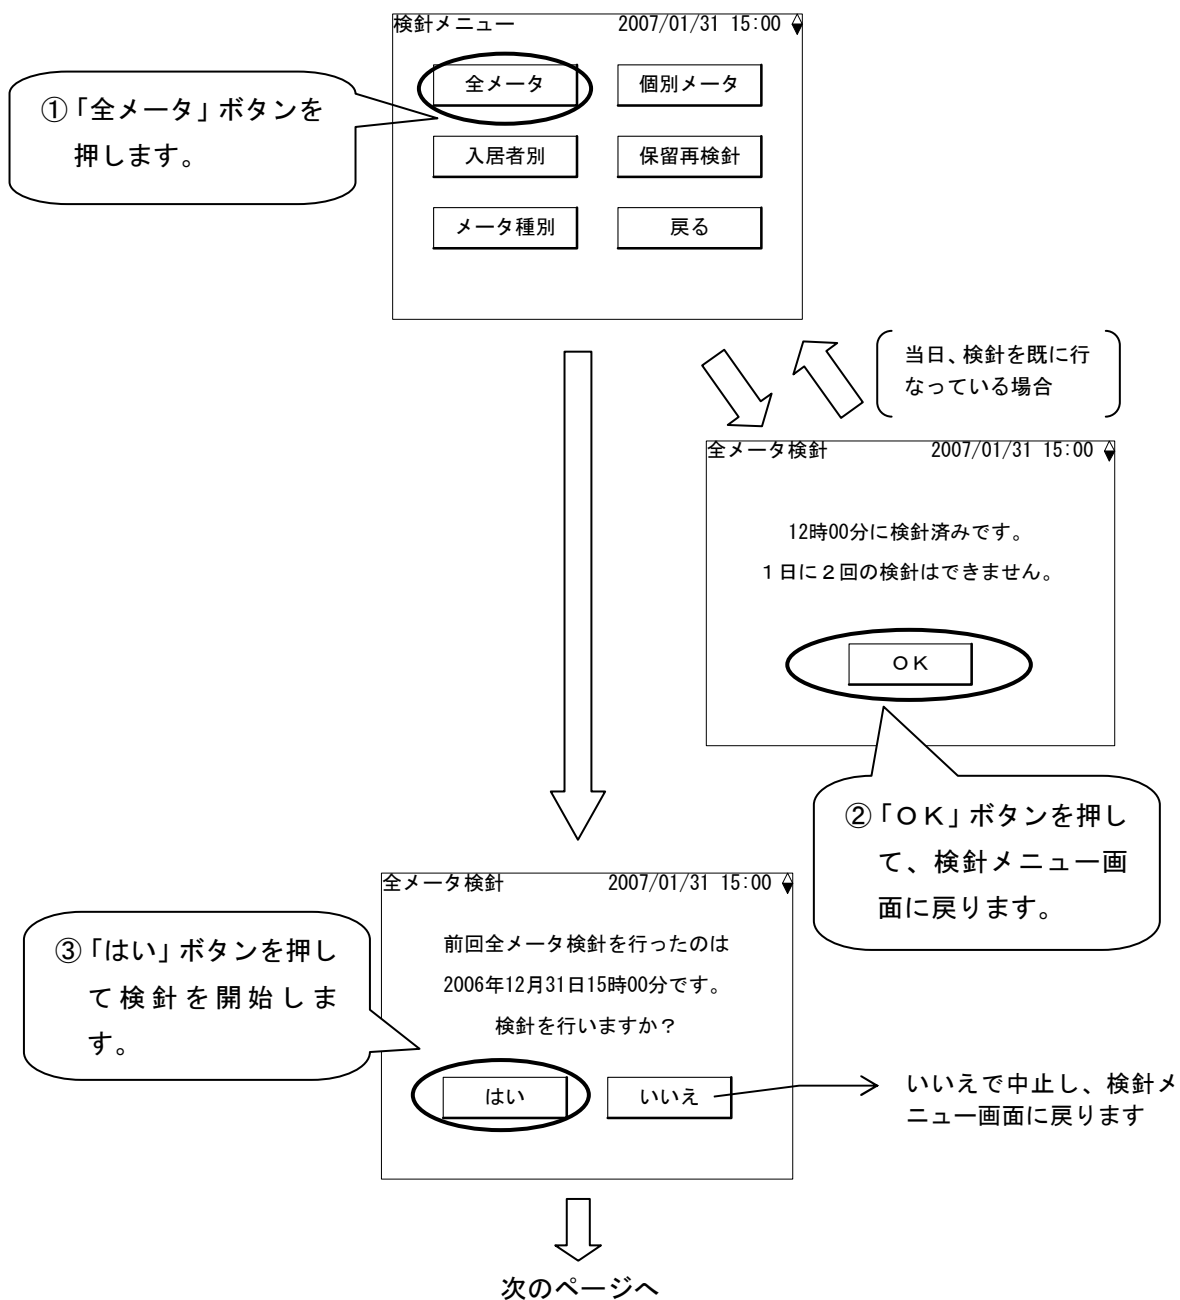 検針メニュー 2007/01/31 15:00
全メータ 個別メータ
①「全メータ」ボタンを
押します。
入居者別 保留再検針
メータ種別 戻る
当日、検針を既に行
なっている場合
全メータ検針 2007/01/31 15:00
12時00分に検針済みです。
１日に２回の検針はできません。
ＯＫ
②「ＯＫ」ボタンを押し
て、検針メニュー画
面に戻ります。
全メータ検針 2007/01/31 15:00
前回全メータ検針を行ったのは
2006年12月31日15時00分です。
検針を行いますか？
③「はい」ボタンを押し
て検針を開始しま
す。
はい いいえ
いいえで中止し、検針メ
ニュー画面に戻ります
次のページへ